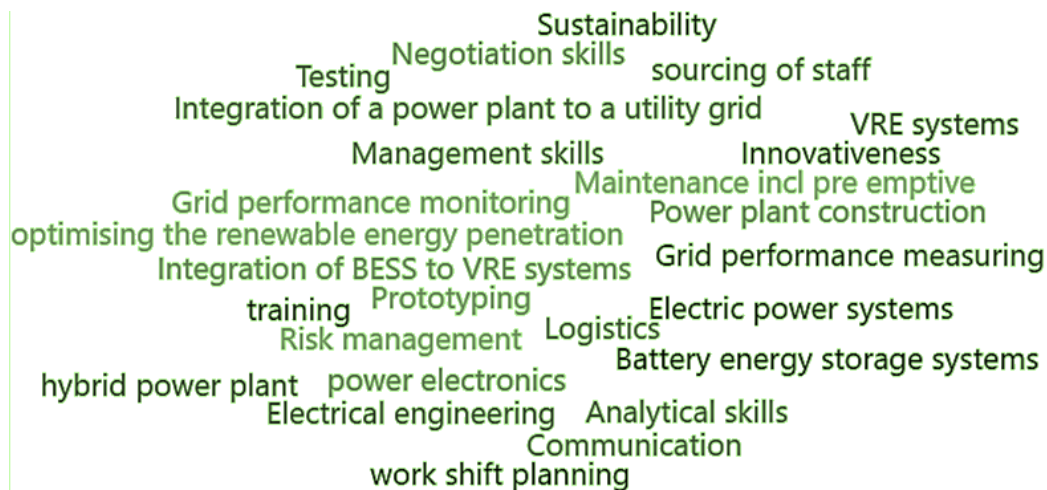 Sustainability
Negotiation skills
Testing
sourcing of staff
Integration of a power plant to a utility grid
VRE systems
Management skills
Innovativeness
Maintenance incl pre emptive
Grid performance monitoring
Power plant construction
optimising the renewable energy penetration
Grid performance measuring
Integration of BESS to VRE systems
Prototyping
training
Electric power systems
Logistics
Risk management
Battery energy storage systems
hybrid power plant
power electronics
Electrical engineering
Analytical skills
Communication
work shift planning